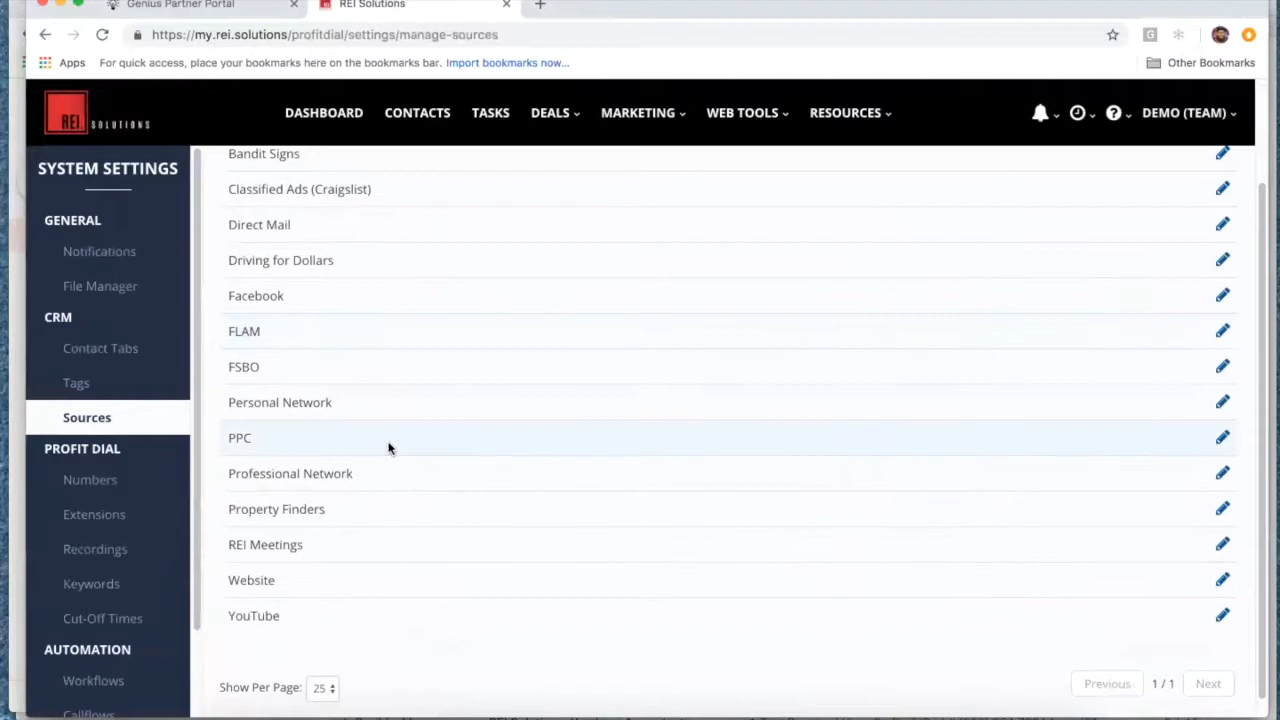 Genius Partner Portal
REI Solutions
https://my.rei.solutions/profitdial/settings/manage-sources
Apps For quick access, place your bookmarks here on the bookmarks bar. Import bookmarks now... Other Bookmarks
REI SOLUTIONS
DASHBOARD CONTACTS TASKS DEALS MARKETING WEB TOOLS RESOURCES DEMO (TEAM)
SYSTEM SETTINGS
GENERAL
Notifications
File Manager
CRM
Contact Tabs
Tags
Sources
PROFIT DIAL
Numbers
Extensions
Recordings
Keywords
Cut-Off Times
AUTOMATION
Workflows
Callflows
Bandit Signs
Classified Ads (Craigslist)
Direct Mail
Driving for Dollars
Facebook
FLAM
FSBO
Personal Network
PPC
Professional Network
Property Finders
REI Meetings
Website
YouTube
Show Per Page: 25
Previous 1 / 1 Next